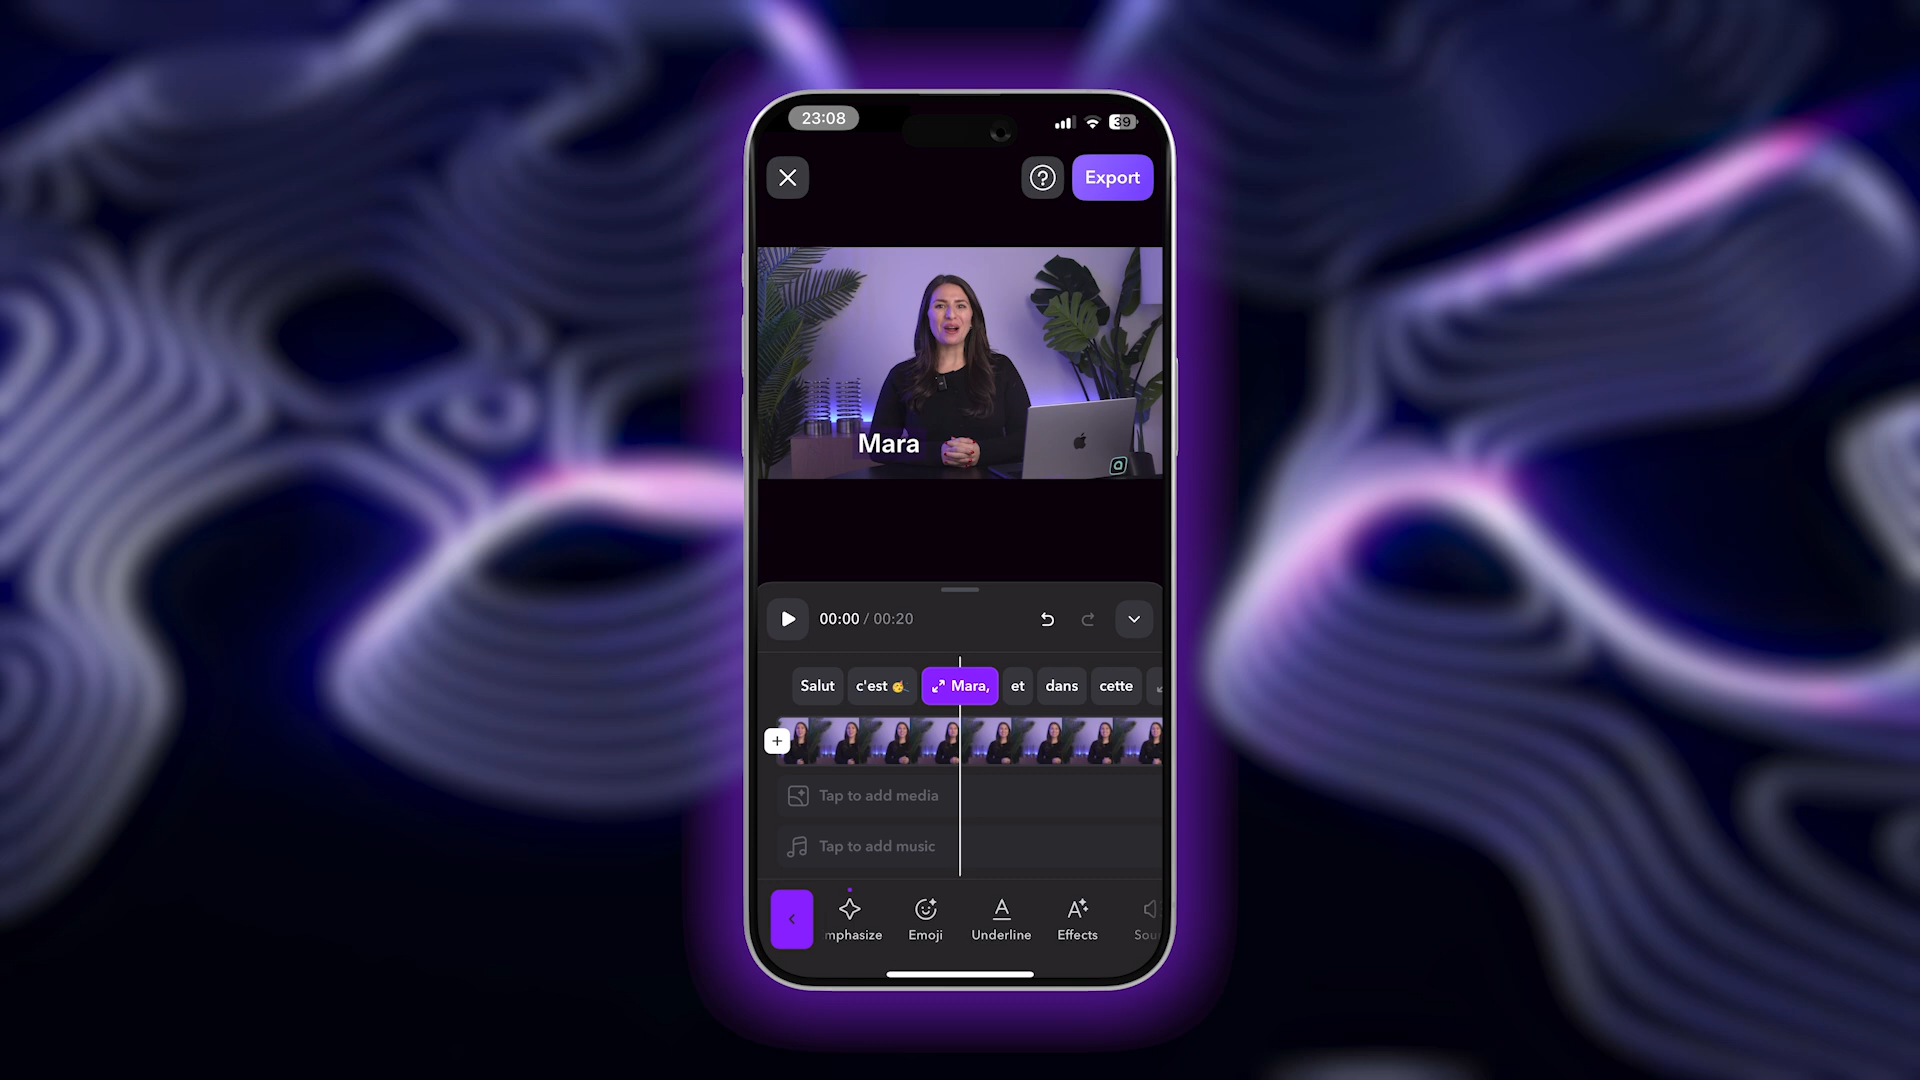 23:08
39
Export
Mara
00:00 / 00:20
Salut c'est Mara, et dans cette
Tap to add media
Tap to add music
mphasize Emoji Underline Effects Sou